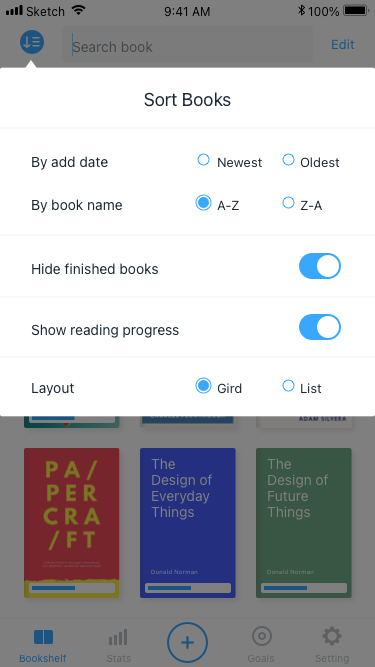 Sketch 9:41 AM 100%
Search book Edit
Sort Books
By add date Newest Oldest
By book name A-Z Z-A
Hide finished books
Show reading progress
Layout Gird List
ADAM SILVERA
PA/
PER
CRA
/FT
The
Design of
Everyday
Things
Donald Norman
The
Design of
Future
Things
Donald Norman
Bookshelf Stats Goals Setting